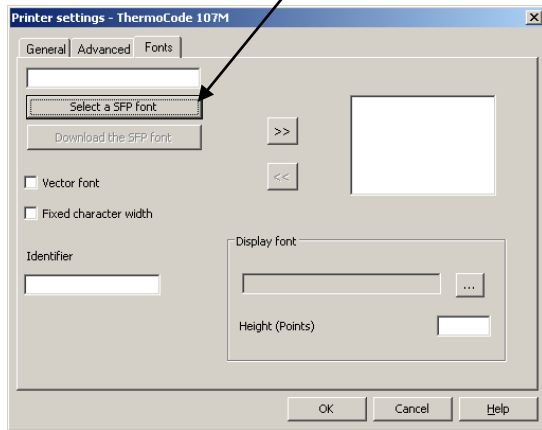 Printer settings - ThermoCode 107M
General Advanced Fonts
Select a SFP font
Download the SFP font
>>
<<
Vector font
Fixed character width
Identifier
Display font
...
Height (Points)
OK Cancel Help